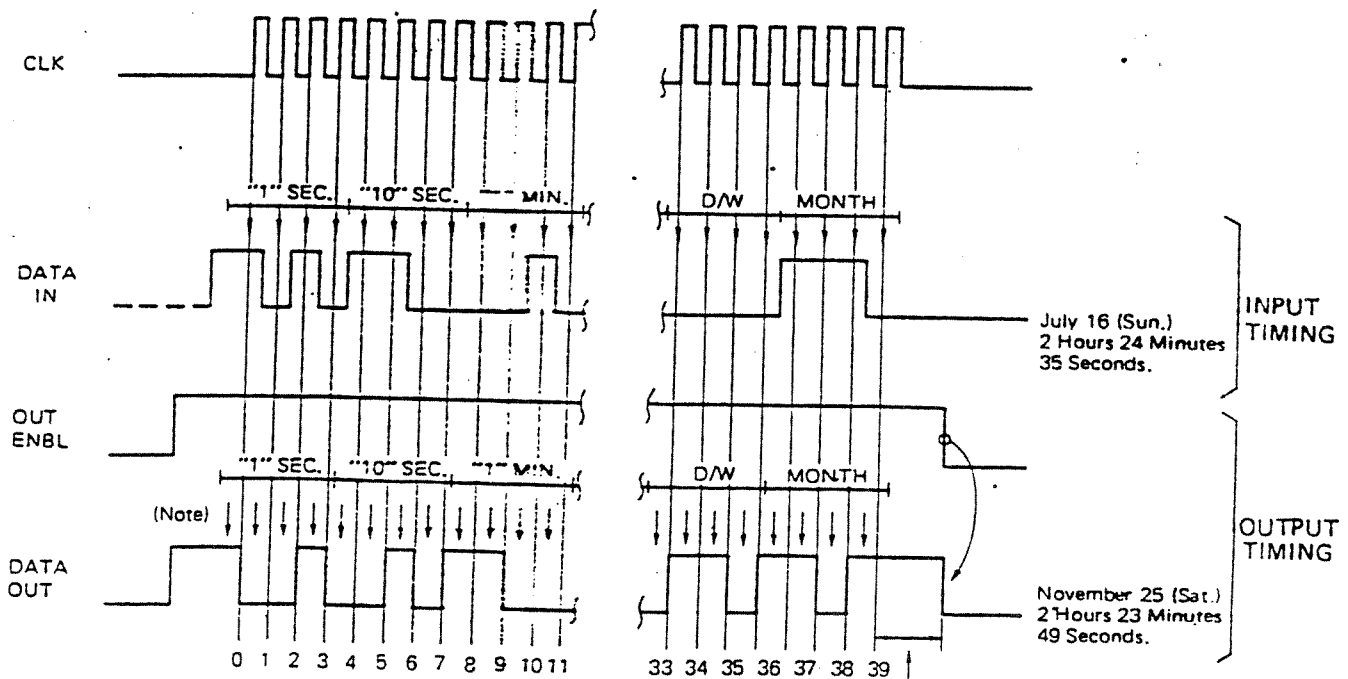 CLK
"1" SEC. "10" SEC. MIN. D/W MONTH
DATA
IN
July 16 (Sun.)
2 Hours 24 Minutes
35 Seconds.
INPUT
TIMING
OUT
ENBL
"1" SEC. "10" SEC. "1" MIN. D/W MONTH
(Note)
DATA
OUT
November 25 (Sat.)
2 Hours 23 Minutes
49 Seconds.
OUTPUT
TIMING
0 1 2 3 4 5 6 7 8 9 10 11 33 34 35 36 37 38 39